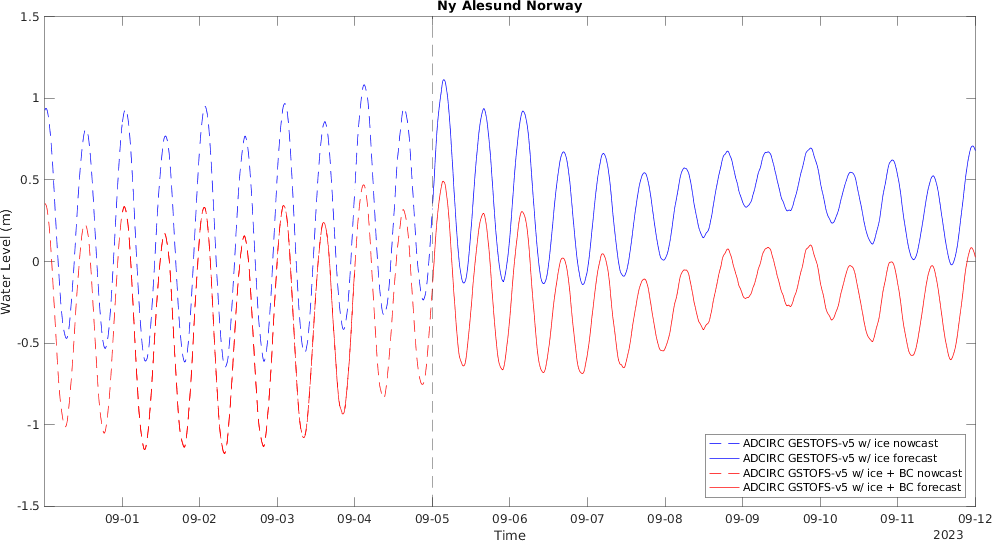 Ny Alesund Norway
1.5
1
0.5
0
-0.5
-1
-1.5
Water Level (m)
09-01 09-02 09-03 09-04 09-05 09-06 09-07 09-08 09-09 09-10 09-11 09-12
Time
2023
ADCIRC GESTOFS-v5 w/ ice nowcast
ADCIRC GESTOFS-v5 w/ ice forecast
ADCIRC GSTOFS-v5 w/ ice + BC nowcast
ADCIRC GSTOFS-v5 w/ ice + BC forecast